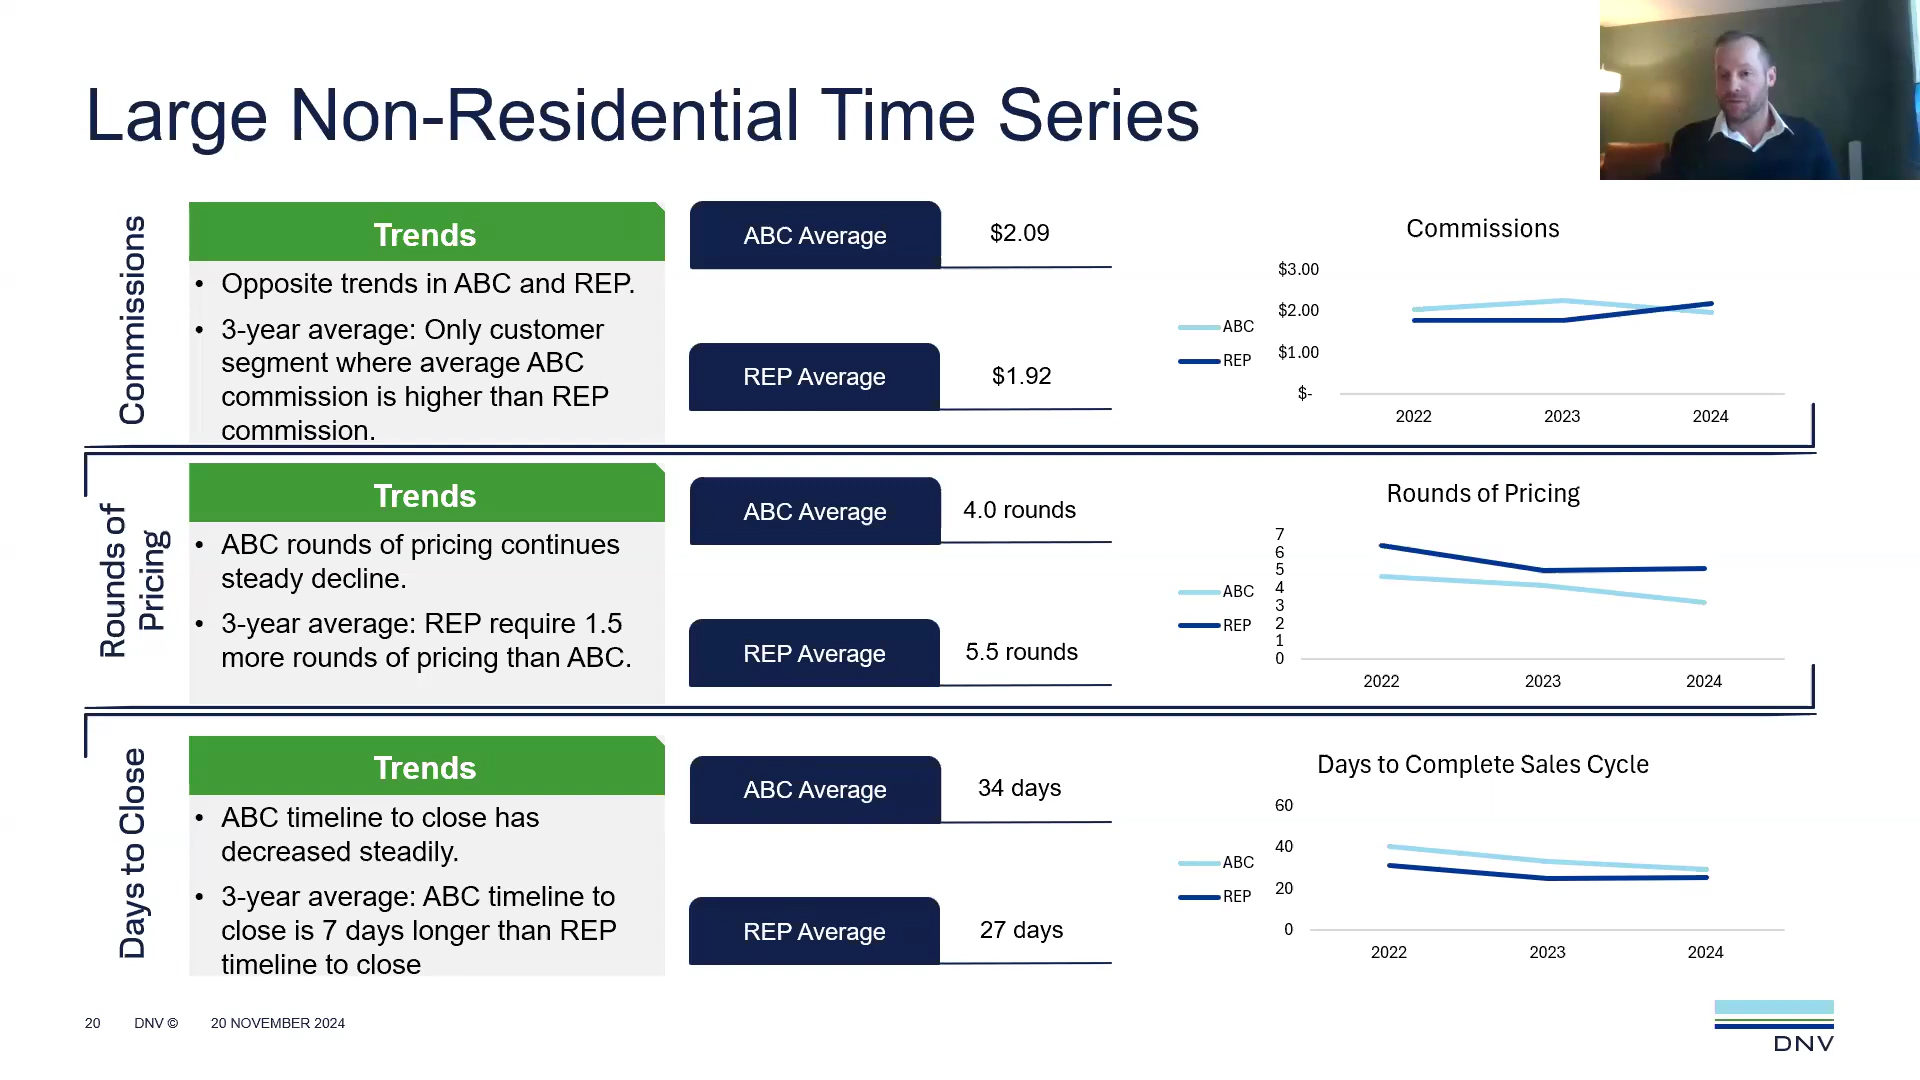 Large Non-Residential Time Series
Commissions
Trends
• Opposite trends in ABC and REP.
• 3-year average: Only customer
segment where average ABC
commission is higher than REP
commission.
ABC Average
$2.09
REP Average
$1.92
Commissions
ABC
REP
$3.00
$2.00
$1.00
$-
2022 2023 2024
Rounds of
Pricing
Trends
• ABC rounds of pricing continues
steady decline.
• 3-year average: REP require 1.5
more rounds of pricing than ABC.
ABC Average
4.0 rounds
REP Average
5.5 rounds
Rounds of Pricing
ABC
REP
7
6
5
4
3
2
1
0
2022 2023 2024
Days to Close
Trends
• ABC timeline to close has
decreased steadily.
• 3-year average: ABC timeline to
close is 7 days longer than REP
timeline to close
ABC Average
34 days
REP Average
27 days
Days to Complete Sales Cycle
ABC
REP
60
40
20
0
2022 2023 2024
20 DNV © 20 NOVEMBER 2024
DNV